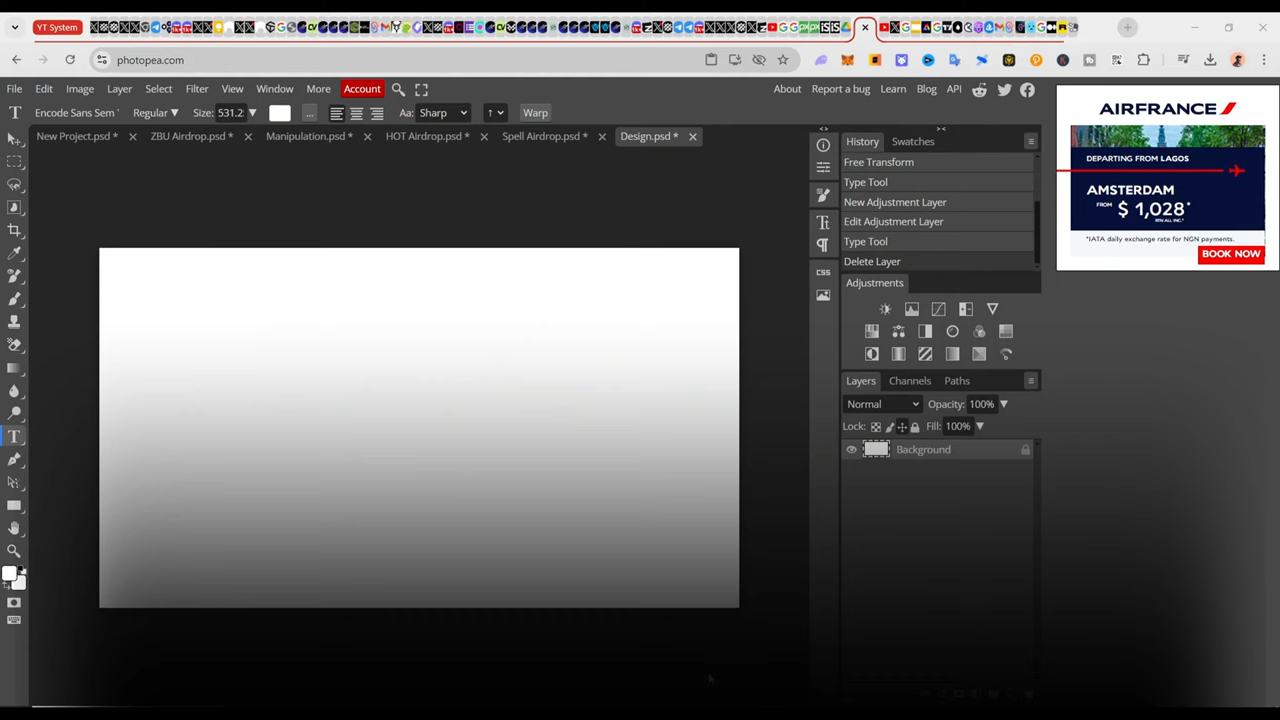 YT System
photopea.com
File Edit Image Layer Select Filter View Window More Account About Report a bug Learn Blog API
Encode Sans Sem Regular Size: 531.2 ... Aa: Sharp Warp
New Project.psd * ZBU Airdrop.psd * Manipulation.psd * HOT Airdrop.psd * Spell Airdrop.psd * Design.psd *
History Swatches
Free Transform
Type Tool
New Adjustment Layer
Edit Adjustment Layer
Type Tool
Delete Layer
Adjustments
Layers Channels Paths
Normal Opacity: 100%
Lock: Fill: 100%
Background
CSS
AIRFRANCE
DEPARTING FROM LAGOS
AMSTERDAM
FROM $ 1,028*
RTN ALL INC.*
*IATA daily exchange rate for NGN payments.
BOOK NOW